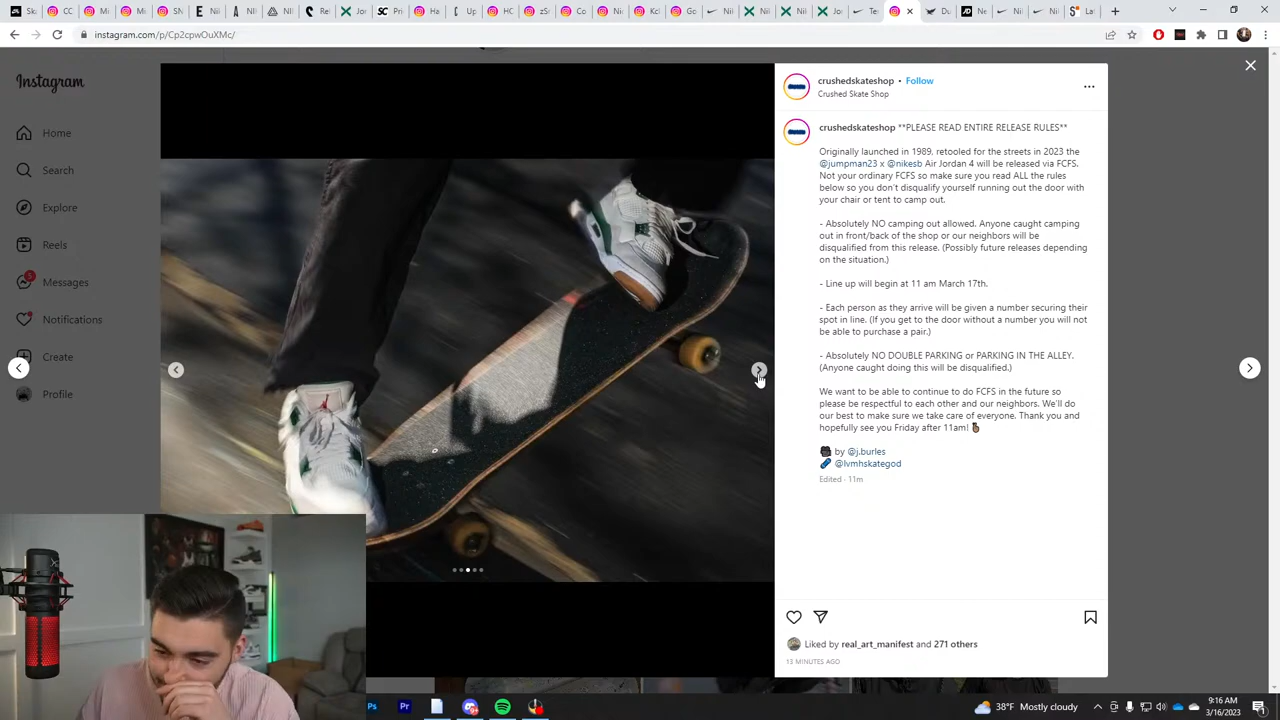 instagram.com/p/Cp2cpwOuXMc/
Instagram
Home
Search
Explore
Reels
5
Messages
Notifications
Create
Profile
crushedskateshop • Follow
Crushed Skate Shop
crushedskateshop **PLEASE READ ENTIRE RELEASE RULES**
Originally launched in 1989, retooled for the streets in 2023 the
@jumpman23 x @nikesb Air Jordan 4 will be released via FCFS.
Not your ordinary FCFS so make sure you read ALL the rules
below so you don't disqualify yourself running out the door with
your chair or tent to camp out.
- Absolutely NO camping out allowed. Anyone caught camping
out in front/back of the shop or our neighbors will be
disqualified from this release. (Possibly future releases depending
on the situation.)
- Line up will begin at 11 am March 17th.
- Each person as they arrive will be given a number securing their
spot in line. (If you get to the door without a number you will not
be able to purchase a pair.)
- Absolutely NO DOUBLE PARKING or PARKING IN THE ALLEY.
(Anyone caught doing this will be disqualified.)
We want to be able to continue to do FCFS in the future so
please be respectful to each other and our neighbors. We'll do
our best to make sure we take care of everyone. Thank you and
hopefully see you Friday after 11am!
by @j.burles
@lvmhskategod
Edited · 11m
Liked by real_art_manifest and 271 others
13 MINUTES AGO
Ps
Pr
38°F Mostly cloudy
9:16 AM
3/16/2023